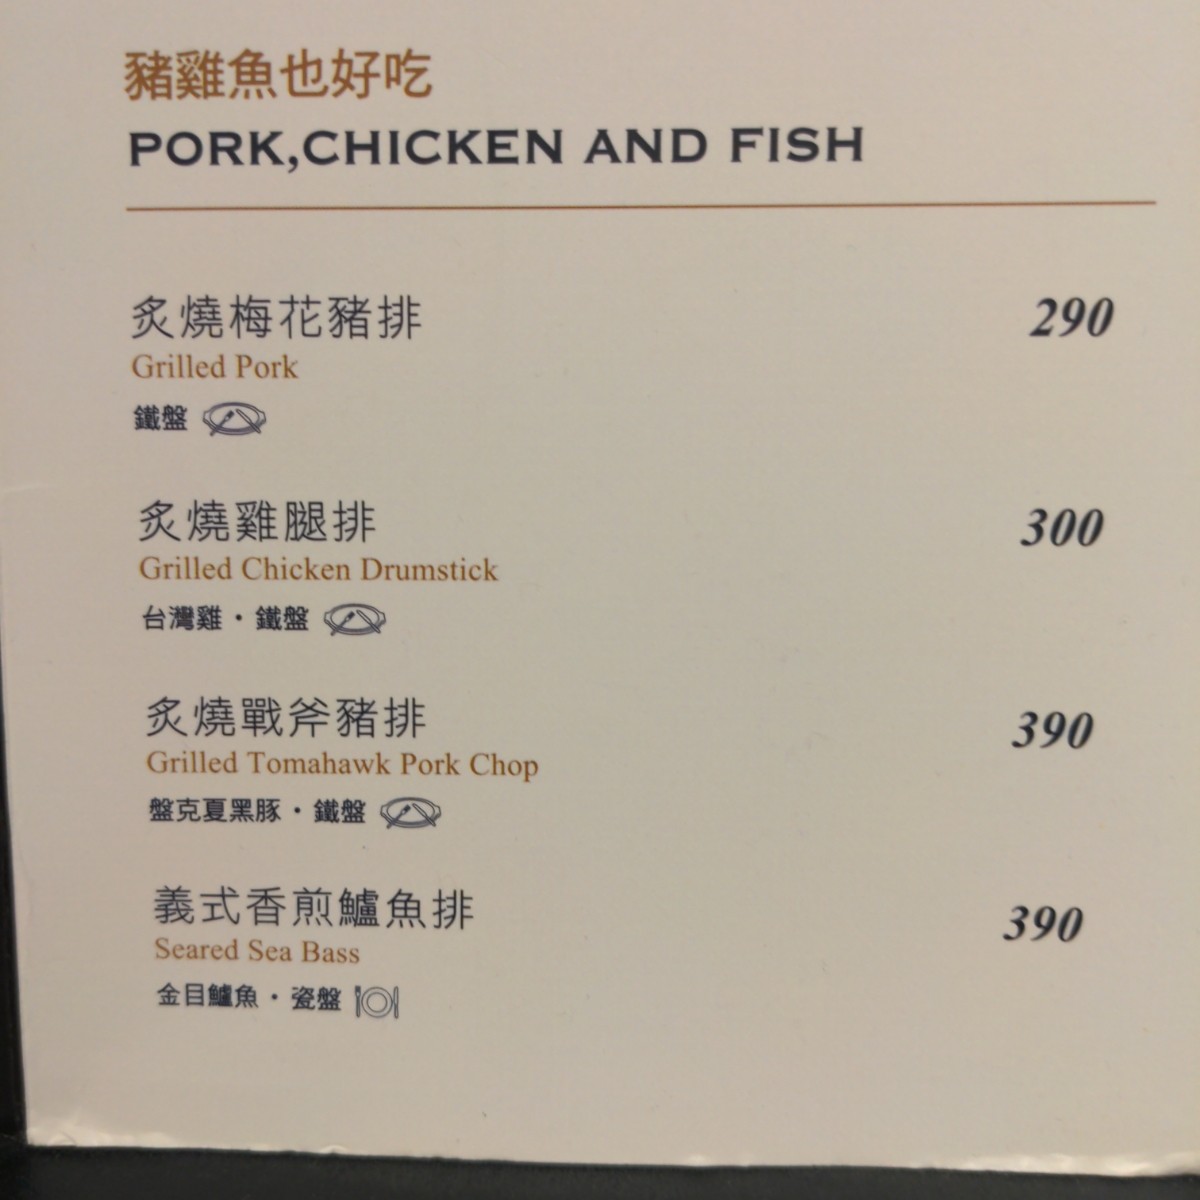 豬雞魚也好吃
PORK,CHICKEN AND FISH
炙燒梅花豬排 290
Grilled Pork
鐵盤
炙燒雞腿排 300
Grilled Chicken Drumstick
台灣雞・鐵盤
炙燒戰斧豬排 390
Grilled Tomahawk Pork Chop
盤克夏黑豚・鐵盤
義式香煎鱸魚排 390
Seared Sea Bass
金目鱸魚・瓷盤